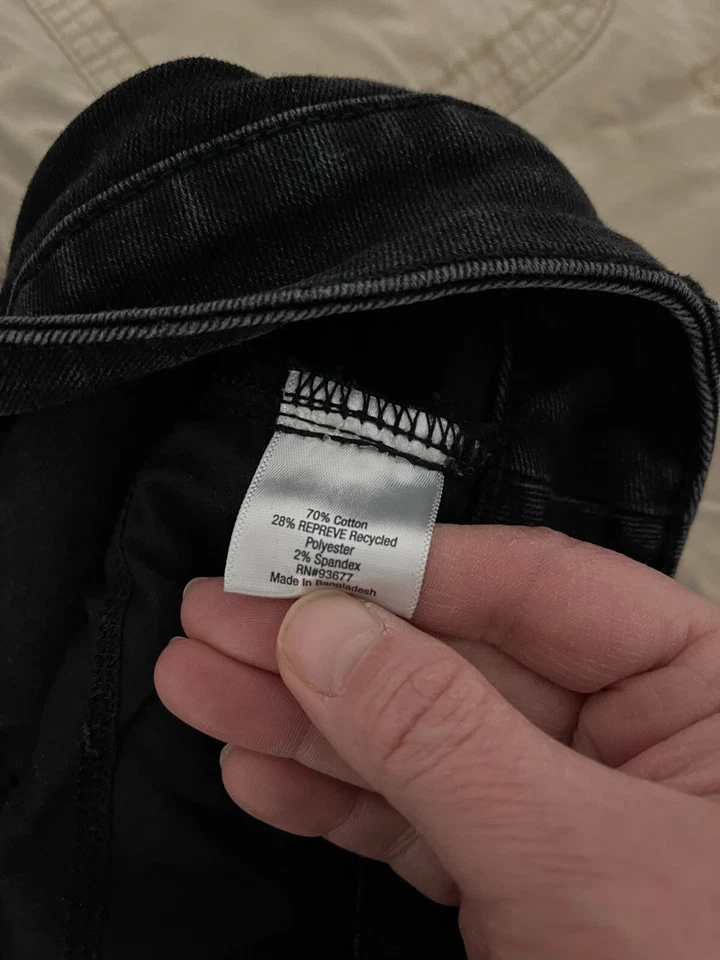 70% Cotton
28% REPREVE Recycled
Polyester
2% Spandex
RN#93677
Made In Bangladesh